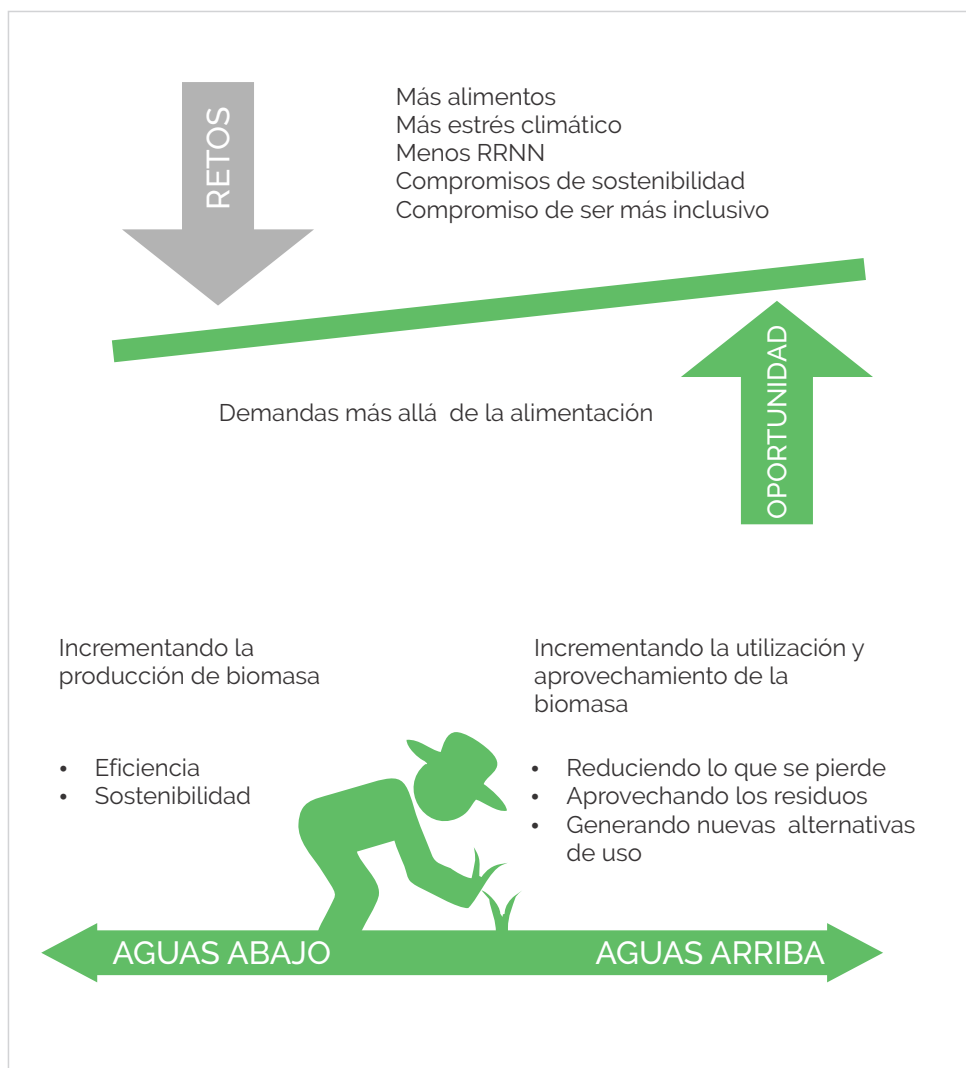 RETOS
Más alimentos
Más estrés climático
Menos RRNN
Compromisos de sostenibilidad
Compromiso de ser más inclusivo
Demandas más allá de la alimentación
OPORTUNIDAD
Incrementando la
producción de biomasa
• Eficiencia
• Sostenibilidad
Incrementando la utilización y
aprovechamiento de la
biomasa
• Reduciendo lo que se pierde
• Aprovechando los residuos
• Generando nuevas alternativas
de uso
AGUAS ABAJO
AGUAS ARRIBA